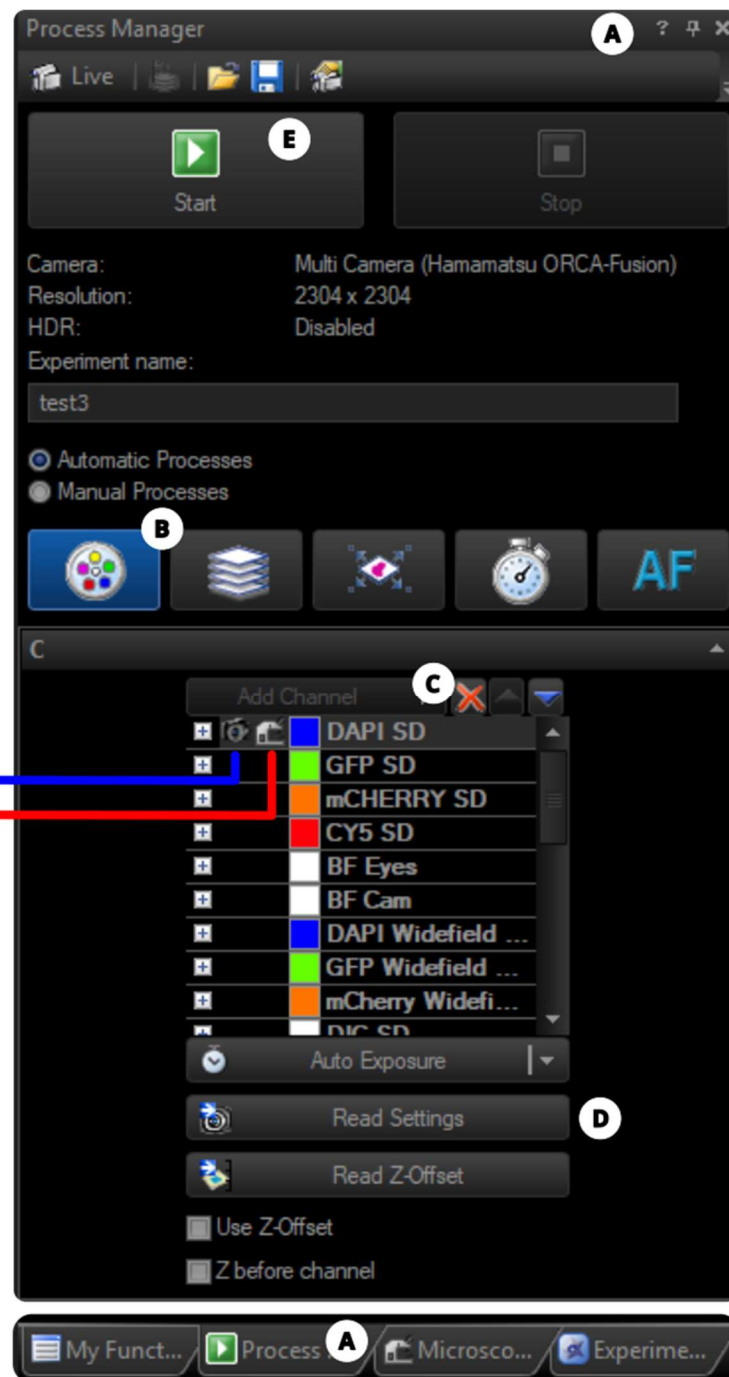 Process Manager A ?
Live
E
Start Stop
Camera: Multi Camera (Hamamatsu ORCA-Fusion)
Resolution: 2304 x 2304
HDR: Disabled
Experiment name:
test3
Automatic Processes
Manual Processes
B
AF
C
Add Channel C
DAPI SD
GFP SD
mCHERRY SD
CY5 SD
BF Eyes
BF Cam
DAPI Widefield ...
GFP Widefield ...
mCherry Widefi...
DIC SD
Auto Exposure
Read Settings D
Read Z-Offset
Use Z-Offset
Z before channel
My Funct... Process A Microsco... Experime...